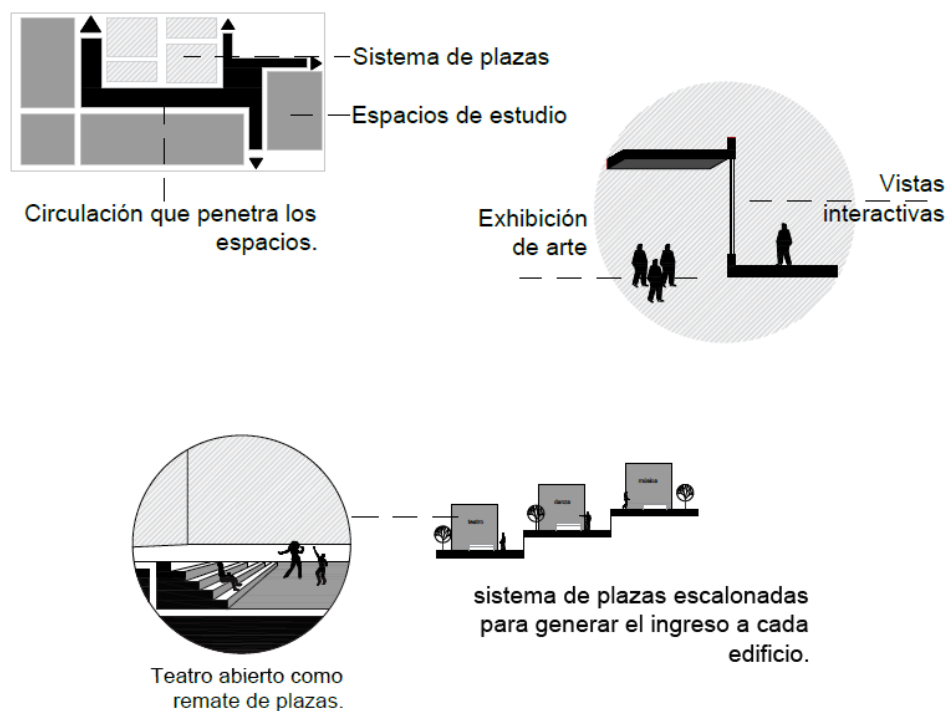 Sistema de plazas
Espacios de estudio
Circulación que penetra los
espacios.
Vistas
interactivas
Exhibición
de arte
teatro
danza
música
sistema de plazas escalonadas
para generar el ingreso a cada
edificio.
Teatro abierto como
remate de plazas.